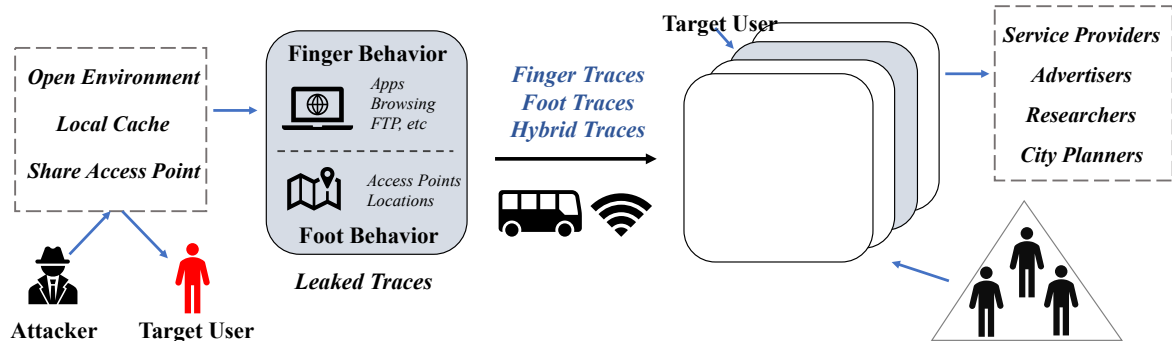 Open Environment
Local Cache
Share Access Point
Attacker
Target User
Finger Behavior
Apps
Browsing
FTP, etc
Access Points
Locations
Foot Behavior
Leaked Traces
Finger Traces
Foot Traces
Hybrid Traces
Target User
Service Providers
Advertisers
Researchers
City Planners